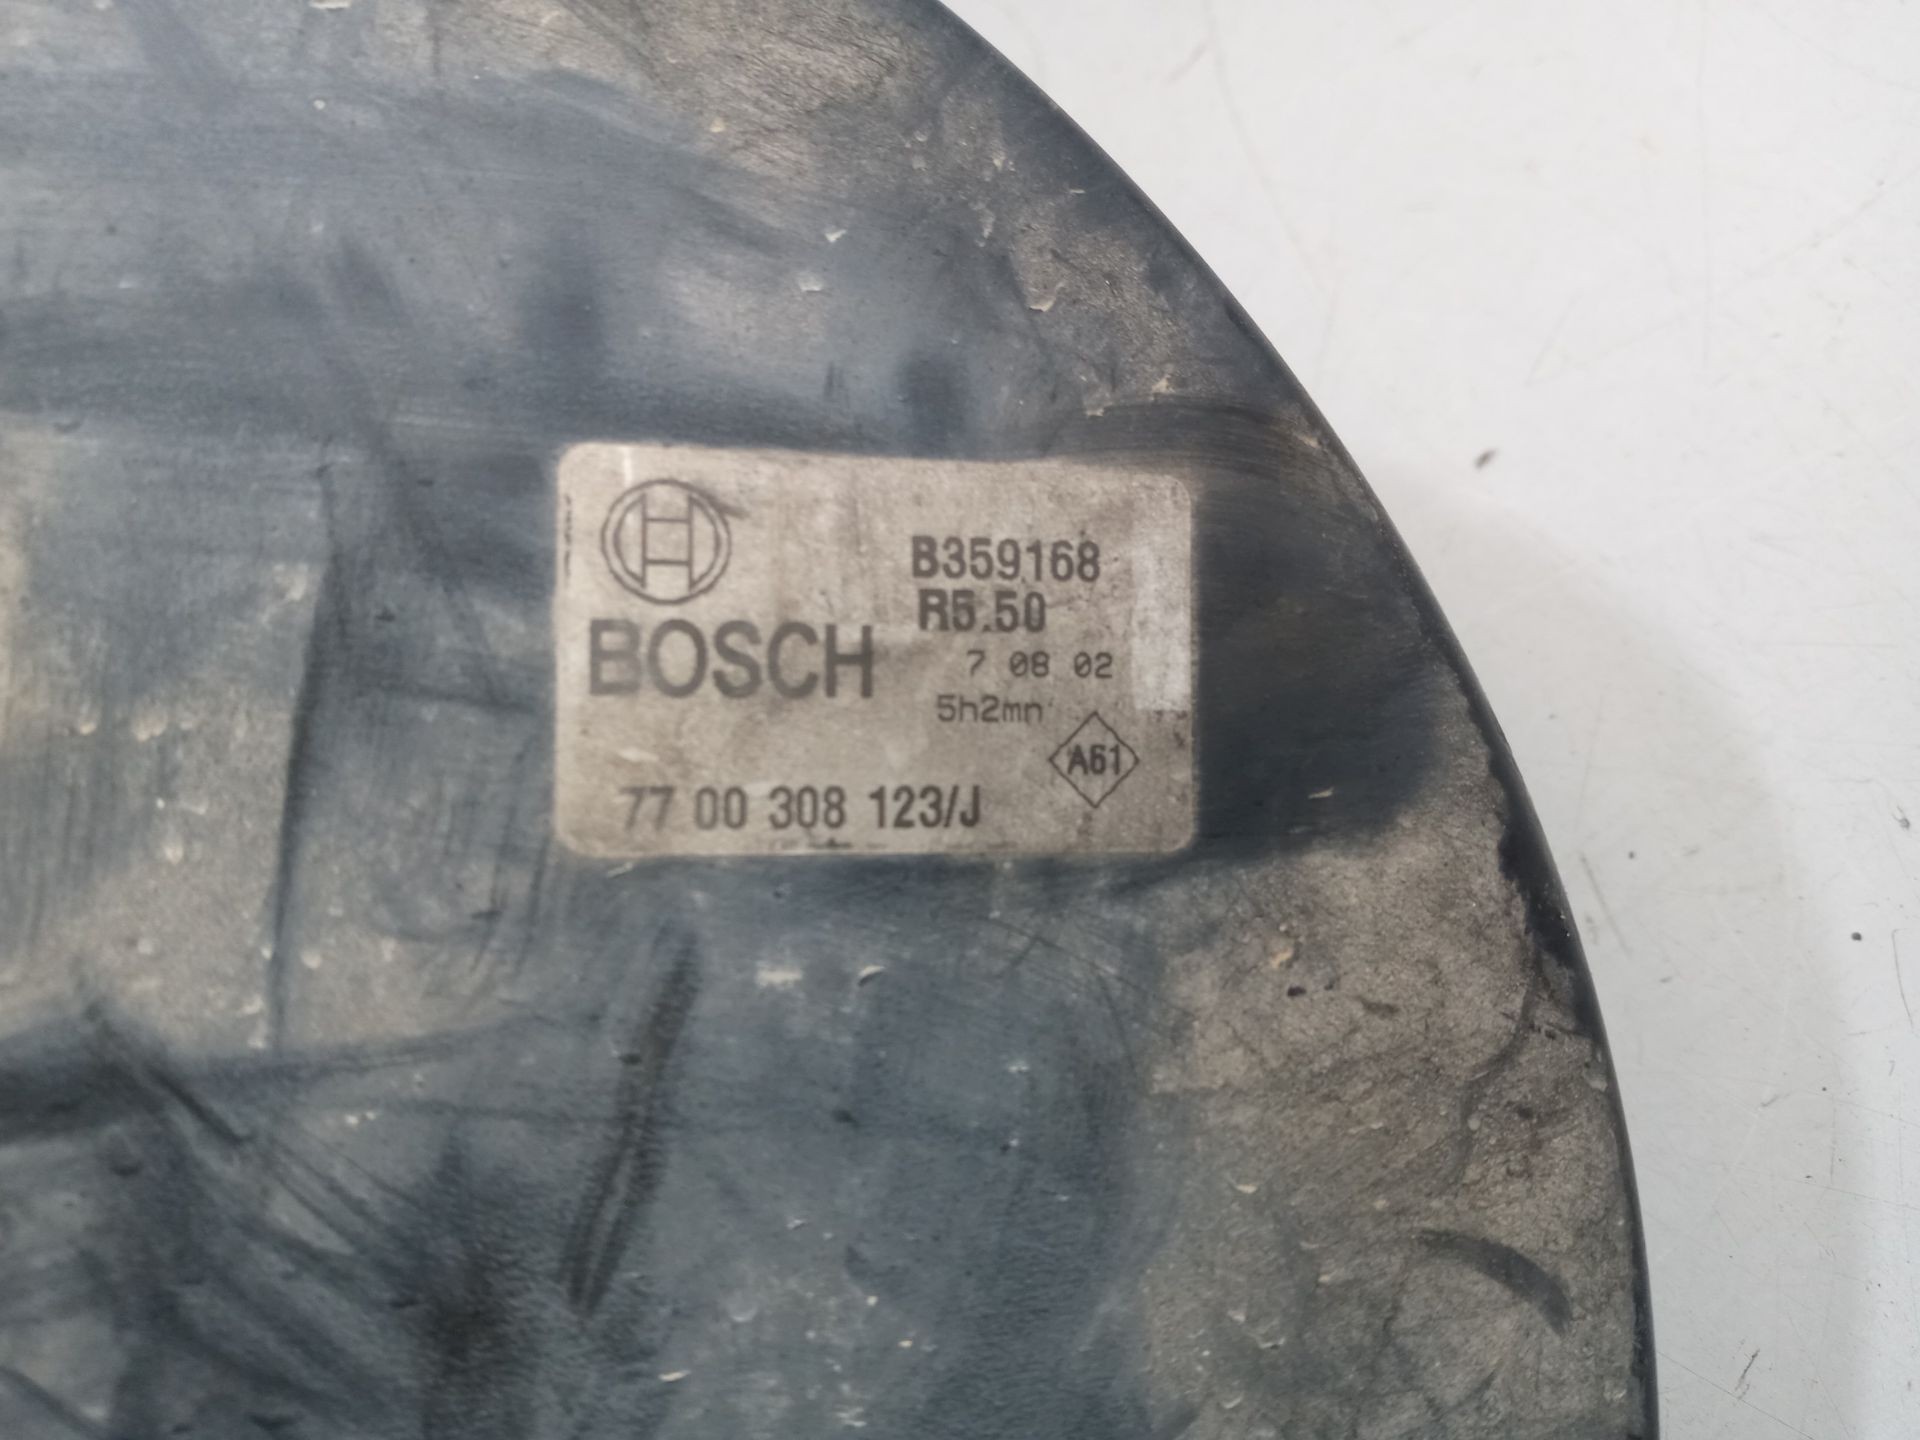 BOSCH
B359168
R5.50
7 08 02
5h2mn
A61
77 00 308 123/J